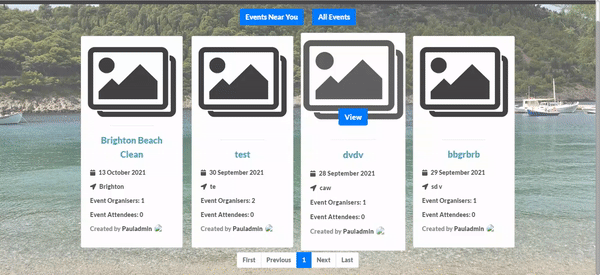 Events Near You
All Events
Brighton Beach
Clean
13 October 2021
Brighton
Event Organisers: 1
Event Attendees: 0
Created by Pauladmin
test
30 September 2021
te
Event Organisers: 2
Event Attendees: 0
Created by Pauladmin
View
dvdv
28 September 2021
caw
Event Organisers: 1
Event Attendees: 0
Created by Pauladmin
bbgrbrb
29 September 2021
sd v
Event Organisers: 1
Event Attendees: 0
Created by Pauladmin
First
Previous
1
Next
Last